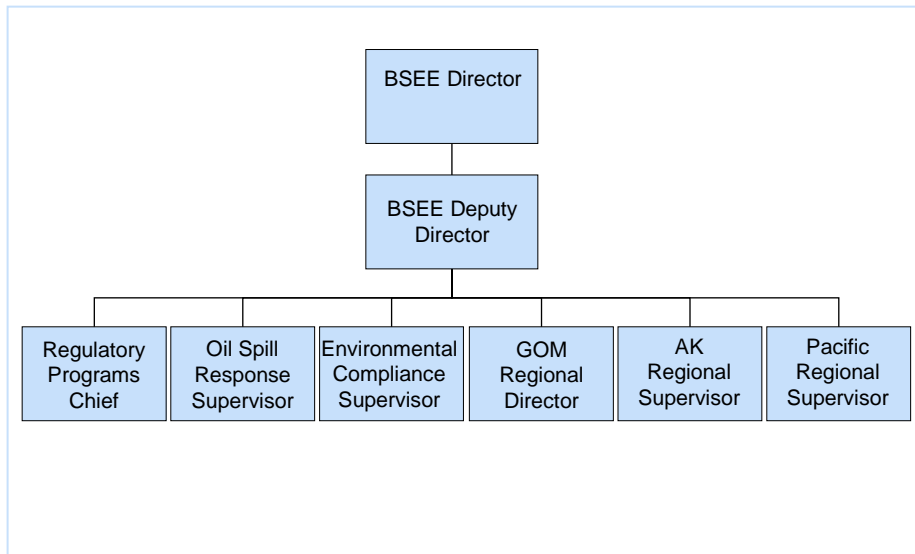 BSEE Director
BSEE Deputy
Director
Regulatory
Programs
Chief
Oil Spill
Response
Supervisor
Environmental
Compliance
Supervisor
GOM
Regional
Director
AK
Regional
Supervisor
Pacific
Regional
Supervisor